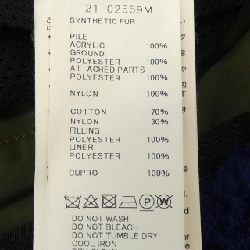 21 02559M
SYNTHETIC FUR
PILE
ACRYLIC 100%
GROUND
POLYESTER 100%
ATTACHED PARTS
POLYESTER 100%
NYLON 100%
COTTON 70%
NYLON 30%
FILLING
POLYESTER 100%
LINER
POLYESTER 100%
CUPRO 100%
P W
DO NOT WASH
DO NOT BLEACH
DO NOT TUMBLE DRY
COOL IRON